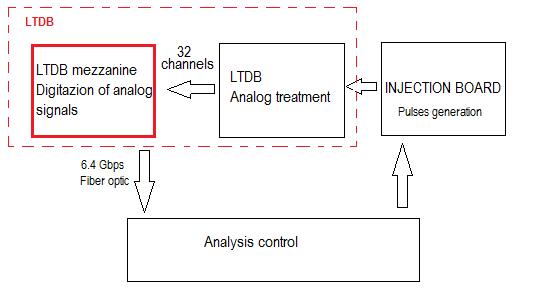 LTDB
LTDB mezzanine
Digitazion of analog
signals
32
channels
LTDB
Analog treatment
INJECTION BOARD
Pulses generation
6.4 Gbps
Fiber optic
Analysis control